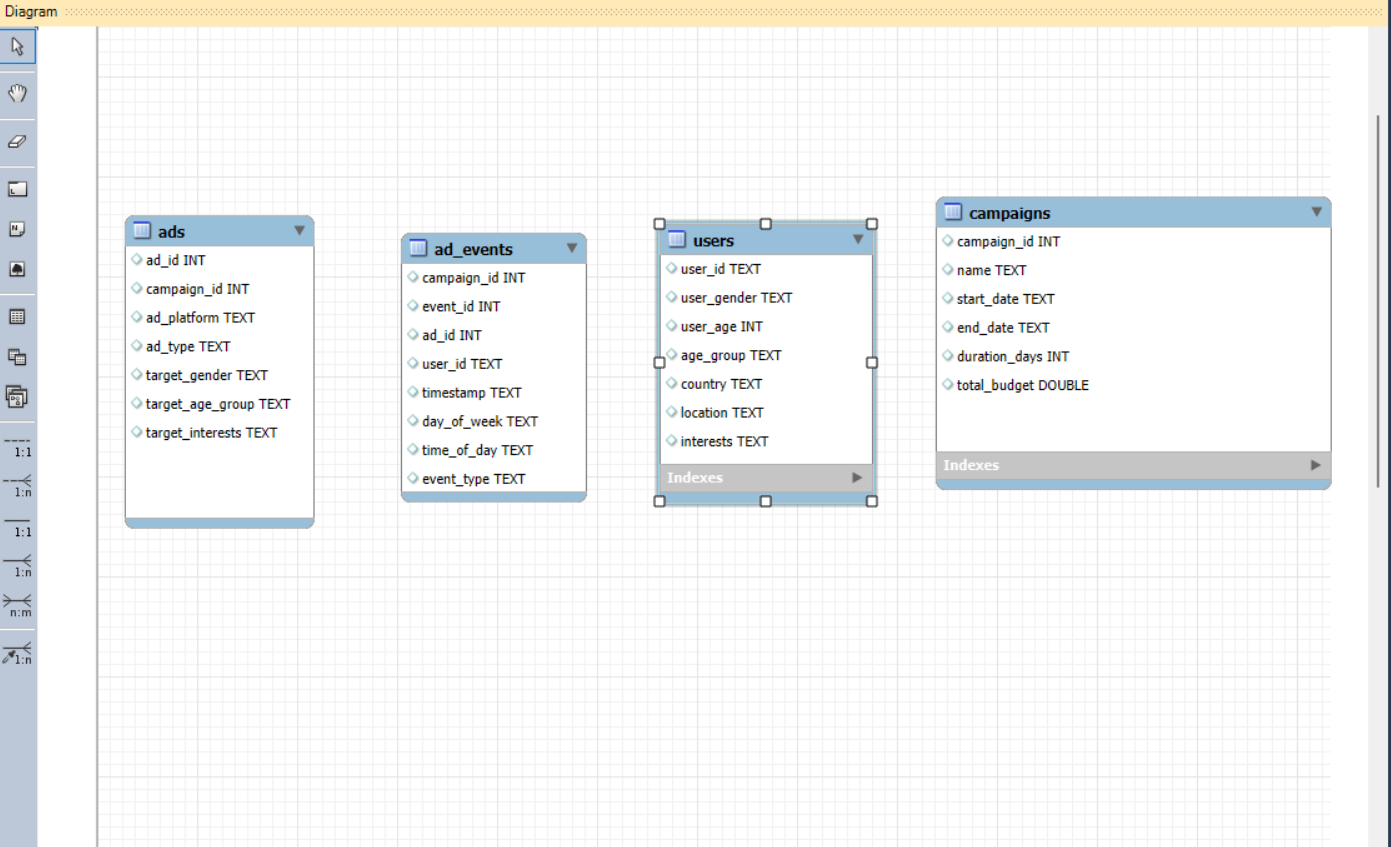 Diagram
ads
ad_id INT
campaign_id INT
ad_platform TEXT
ad_type TEXT
target_gender TEXT
target_age_group TEXT
target_interests TEXT
ad_events
campaign_id INT
event_id INT
ad_id INT
user_id TEXT
timestamp TEXT
day_of_week TEXT
time_of_day TEXT
event_type TEXT
users
user_id TEXT
user_gender TEXT
user_age INT
age_group TEXT
country TEXT
location TEXT
interests TEXT
Indexes
campaigns
campaign_id INT
name TEXT
start_date TEXT
end_date TEXT
duration_days INT
total_budget DOUBLE
Indexes
1:1
1:n
1:1
1:n
n:m
1:n